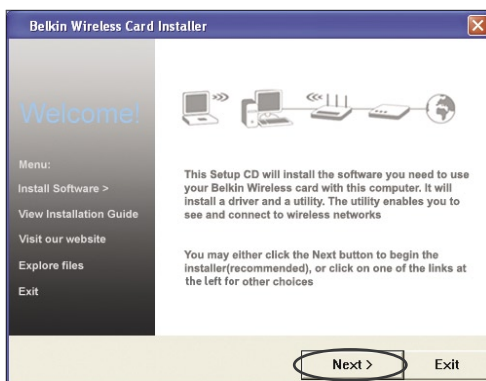 Belkin Wireless Card Installer
Welcome!
Menu:
Install Software >
View Installation Guide
Visit our website
Explore files
Exit
This Setup CD will install the software you need to use
your Belkin Wireless card with this computer. It will
install a driver and a utility. The utility enables you to
see and connect to wireless networks
You may either click the Next button to begin the
installer(recommended), or click on one of the links at
the left for other choices
Next >
Exit